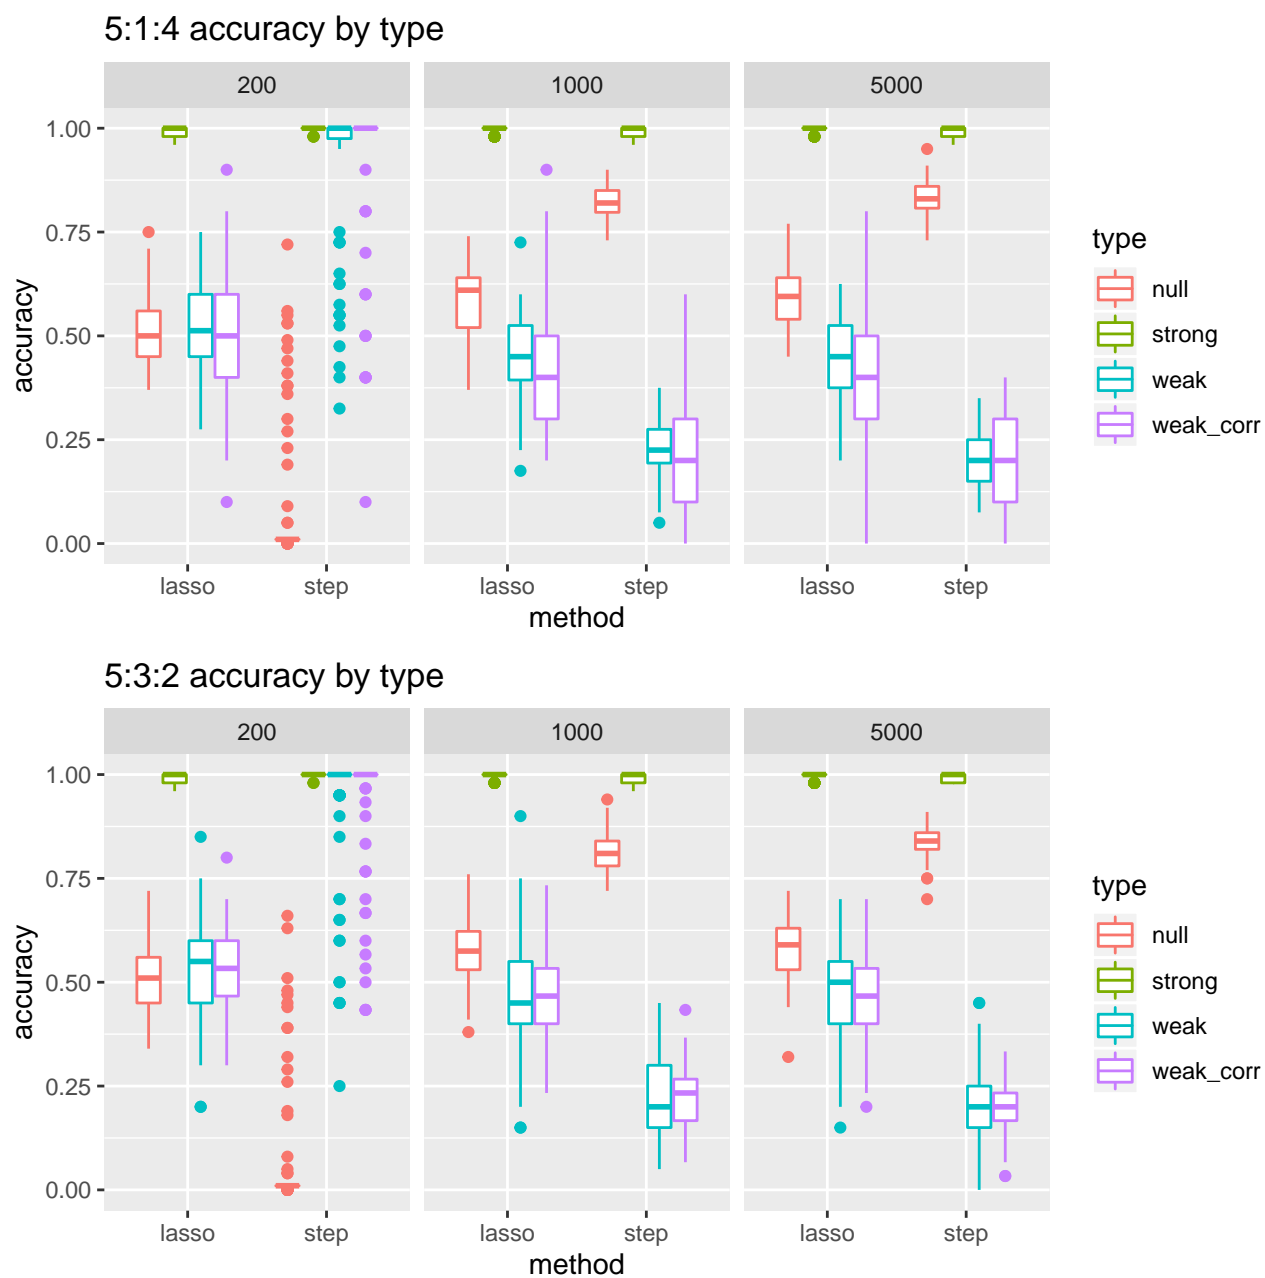 5:1:4 accuracy by type
200 1000 5000
1.00
0.75
0.50
0.25
0.00
accuracy
lasso step lasso step lasso step
method
type
null
strong
weak
weak_corr
5:3:2 accuracy by type
200 1000 5000
1.00
0.75
0.50
0.25
0.00
accuracy
lasso step lasso step lasso step
method
type
null
strong
weak
weak_corr